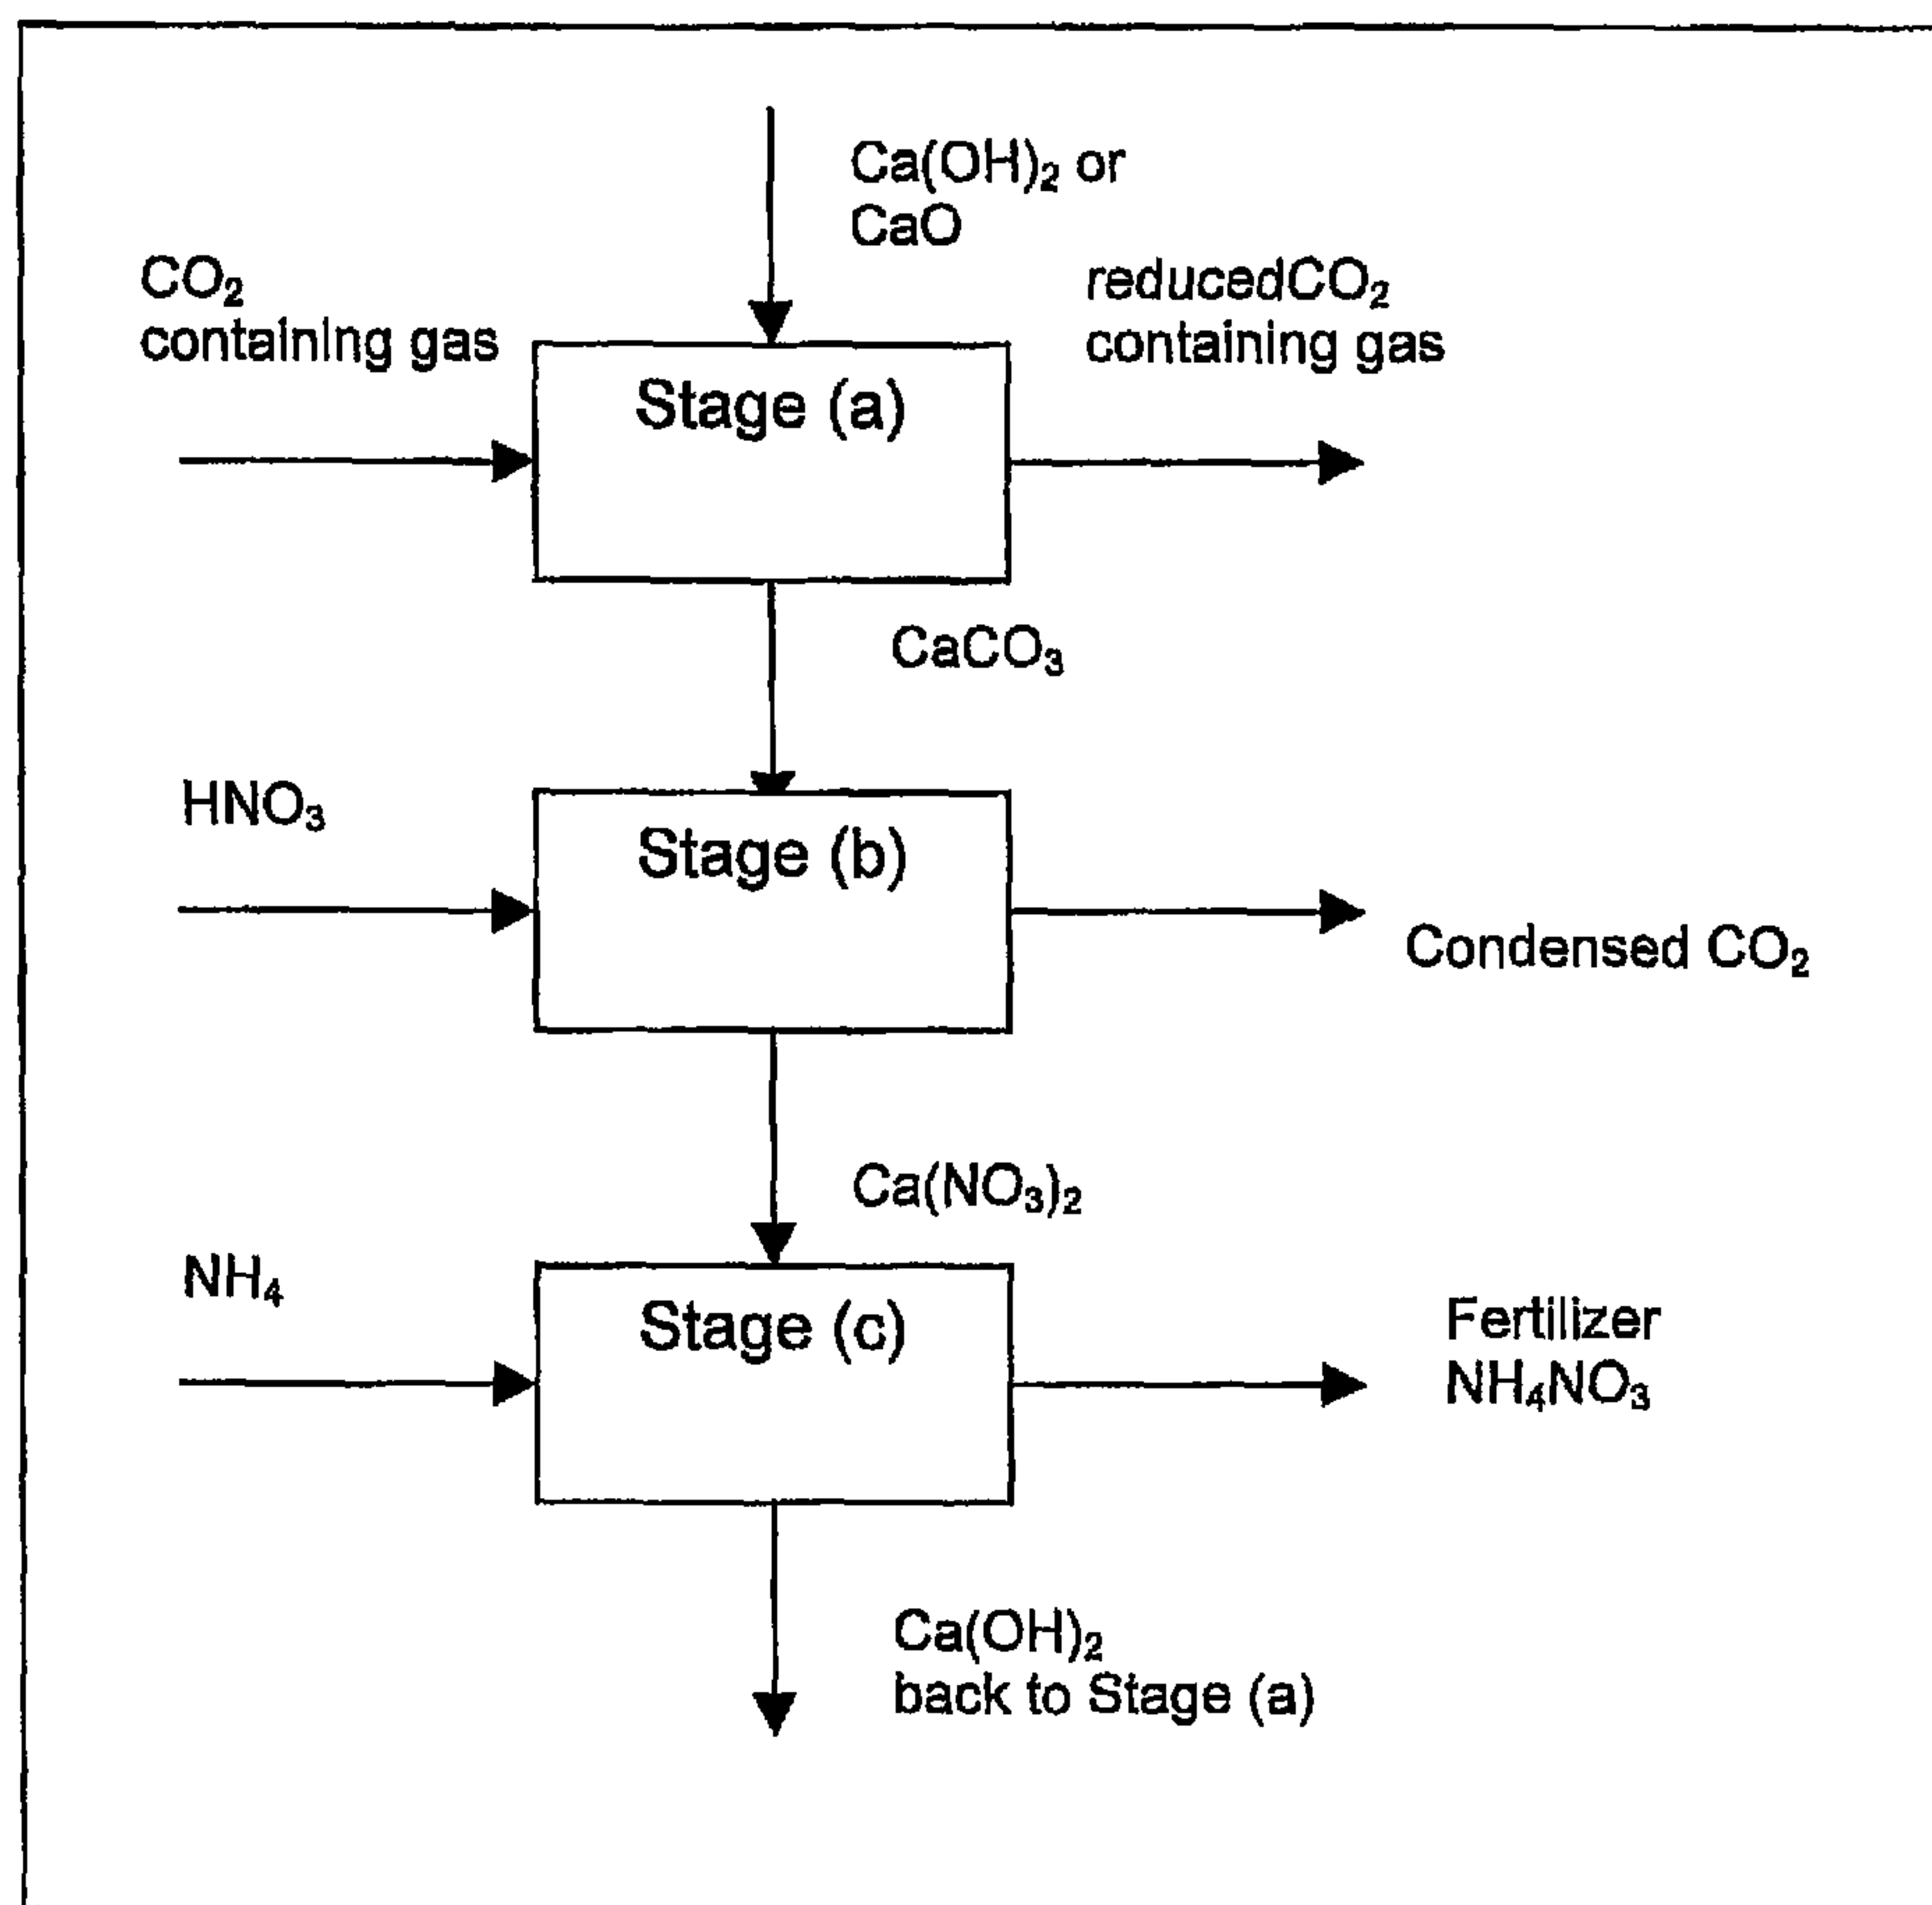 Ca(OH)₂ or
CaO
CO₂
containing gas
reducedCO₂
containing gas
Stage (a)
CaCO₃
HNO₃
Stage (b)
Condensed CO₂
Ca(NO₃)₂
NH₄
Stage (c)
Fertilizer
NH₄NO₃
Ca(OH)₂
back to Stage (a)